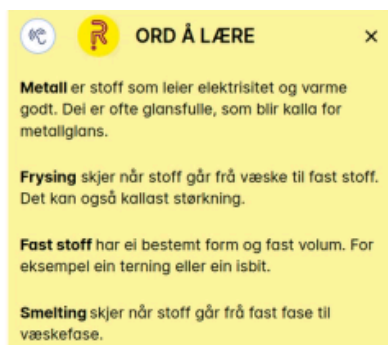 ORD Å LÆRE
Metall er stoff som leier elektrisitet og varme
godt. Dei er ofte glansfulle, som blir kalla for
metallglans.
Frysing skjer når stoff går frå væske til fast stoff.
Det kan også kallast størkning.
Fast stoff har ei bestemt form og fast volum. For
eksempel ein terning eller ein isbit.
Smelting skjer når stoff går frå fast fase til
væskefase.